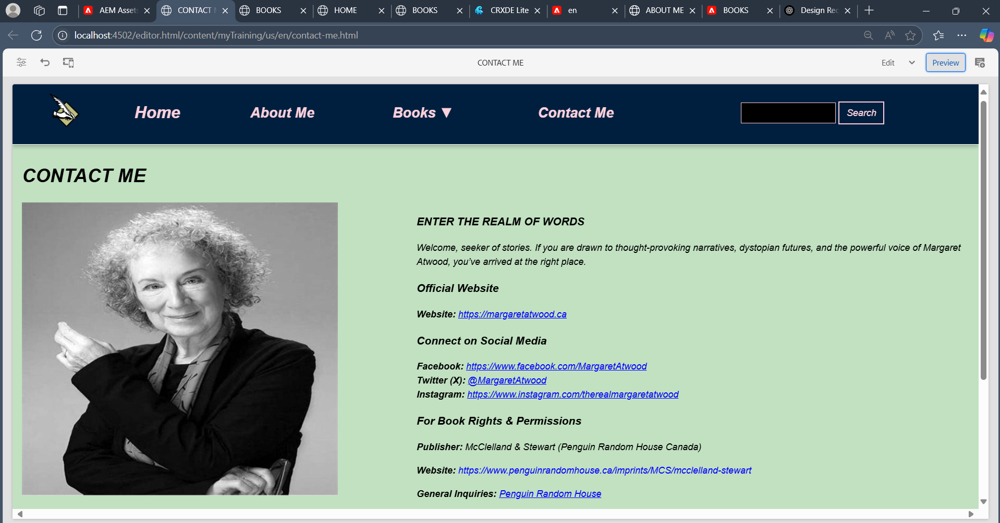 AEM Assets
CONTACT
BOOKS
HOME
BOOKS
CRXDE Lite
en
ABOUT ME
BOOKS
Design Rec
localhost:4502/editor.html/content/myTraining/us/en/contact-me.html
CONTACT ME
Edit
Preview
Home
About Me
Books ▼
Contact Me
Search
CONTACT ME
ENTER THE REALM OF WORDS
Welcome, seeker of stories. If you are drawn to thought-provoking narratives, dystopian futures, and the powerful voice of Margaret
Atwood, you’ve arrived at the right place.
Official Website
Website: https://margaretatwood.ca
Connect on Social Media
Facebook: https://www.facebook.com/MargaretAtwood
Twitter (X): @MargaretAtwood
Instagram: https://www.instagram.com/therealmargaretatwood
For Book Rights & Permissions
Publisher: McClelland & Stewart (Penguin Random House Canada)
Website: https://www.penguinrandomhouse.ca/imprints/MCS/mcclelland-stewart
General Inquiries: Penguin Random House